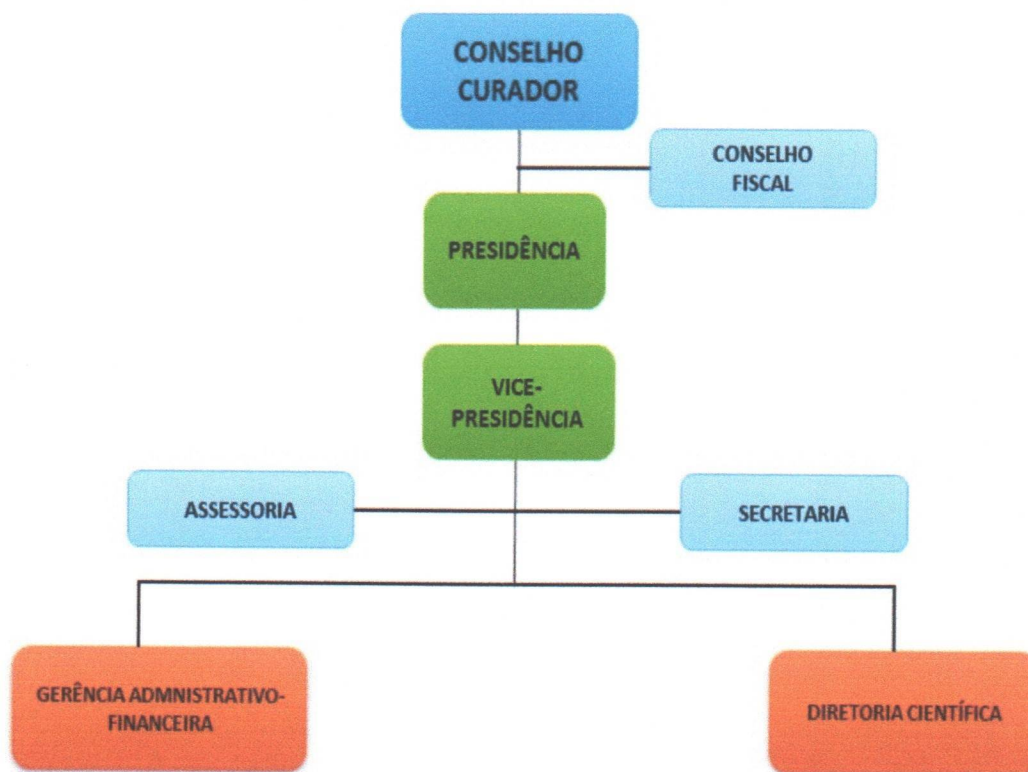 CONSELHO
CURADOR
CONSELHO
FISCAL
PRESIDÊNCIA
VICE-
PRESIDÊNCIA
ASSESSORIA
SECRETARIA
GERÊNCIA ADMNISTRATIVO-
FINANCEIRA
DIRETORIA CIENTÍFICA